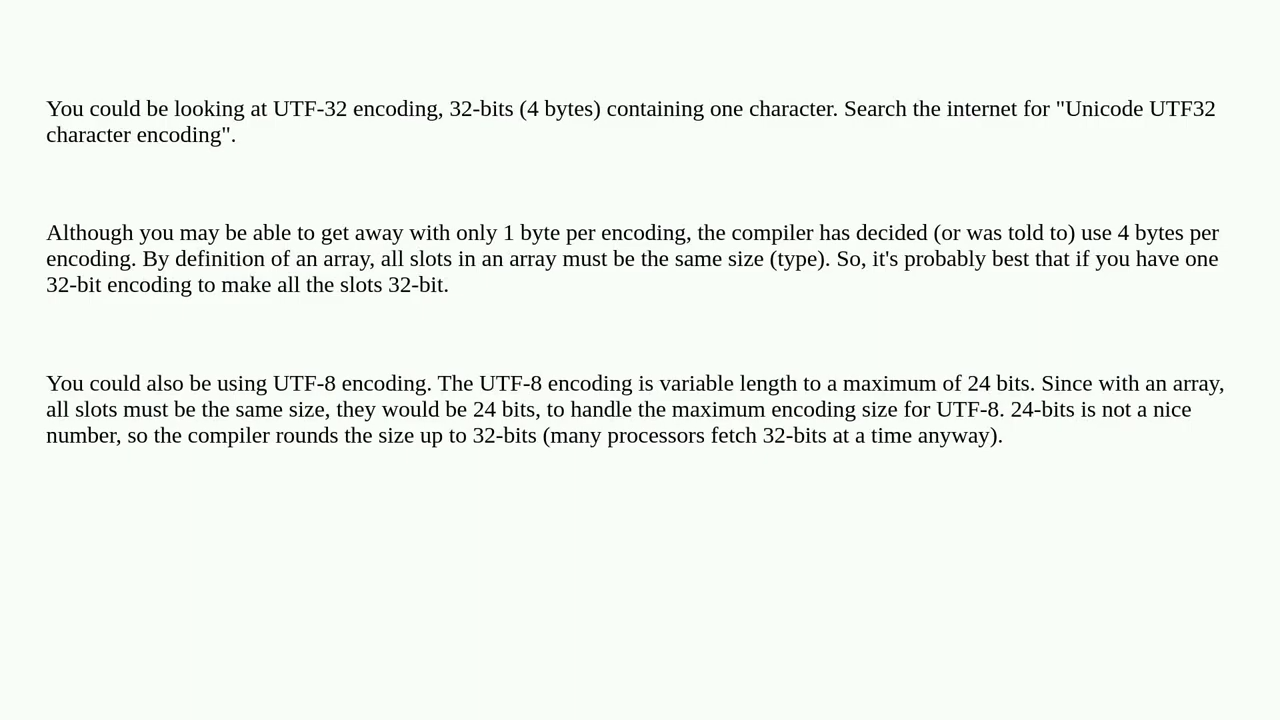 You could be looking at UTF-32 encoding, 32-bits (4 bytes) containing one character. Search the internet for "Unicode UTF32
character encoding".
Although you may be able to get away with only 1 byte per encoding, the compiler has decided (or was told to) use 4 bytes per
encoding. By definition of an array, all slots in an array must be the same size (type). So, it's probably best that if you have one
32-bit encoding to make all the slots 32-bit.
You could also be using UTF-8 encoding. The UTF-8 encoding is variable length to a maximum of 24 bits. Since with an array,
all slots must be the same size, they would be 24 bits, to handle the maximum encoding size for UTF-8. 24-bits is not a nice
number, so the compiler rounds the size up to 32-bits (many processors fetch 32-bits at a time anyway).